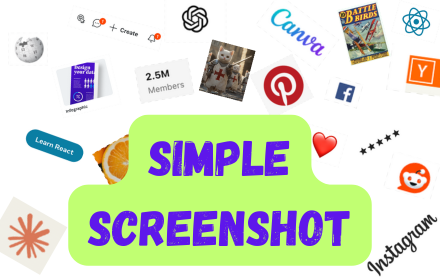 Create
Canva
BATTLE BIRDS
Design your data
infographic
2.5M
Members
Y
f
Learn React
SIMPLE
SCREENSHOT
Instagram